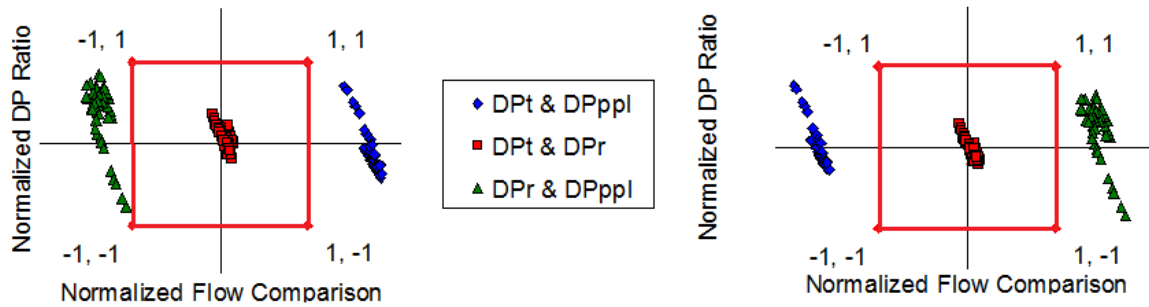 Normalized DP Ratio
-1, 1
1, 1
-1, -1
1, -1
Normalized Flow Comparison
DPt & DPppl
DPt & DPr
DPr & DPppl
Normalized DP Ratio
-1, 1
1, 1
-1, -1
1, -1
Normalized Flow Comparison